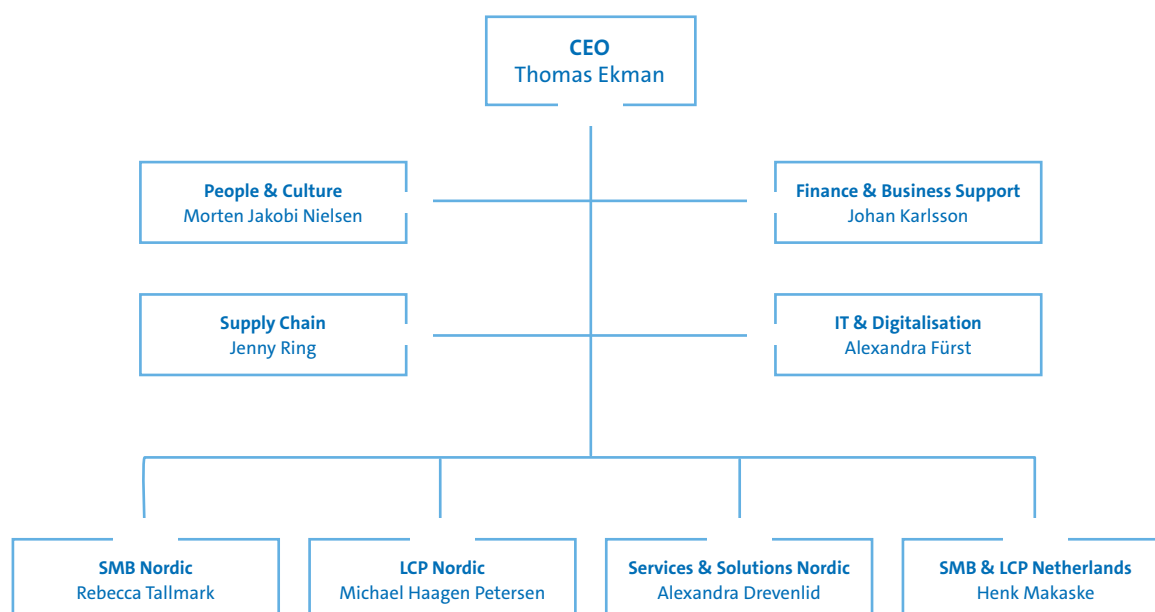 CEO
Thomas Ekman
People & Culture
Morten Jakobi Nielsen
Finance & Business Support
Johan Karlsson
Supply Chain
Jenny Ring
IT & Digitalisation
Alexandra Fürst
SMB Nordic
Rebecca Tallmark
LCP Nordic
Michael Haagen Petersen
Services & Solutions Nordic
Alexandra Drevenlid
SMB & LCP Netherlands
Henk Makaske